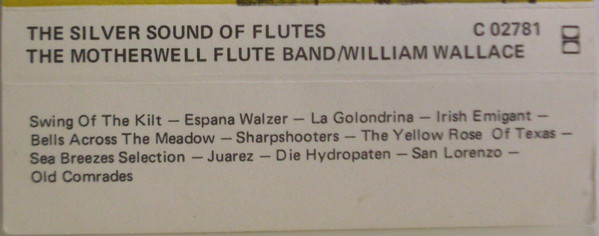 THE SILVER SOUND OF FLUTES C 02781
THE MOTHERWELL FLUTE BAND/WILLIAM WALLACE
Swing Of The Kilt — Espana Walzer — La Golondrina — Irish Emigant —
Bells Across The Meadow — Sharpshooters — The Yellow Rose Of Texas —
Sea Breezes Selection — Juarez — Die Hydropaten — San Lorenzo —
Old Comrades